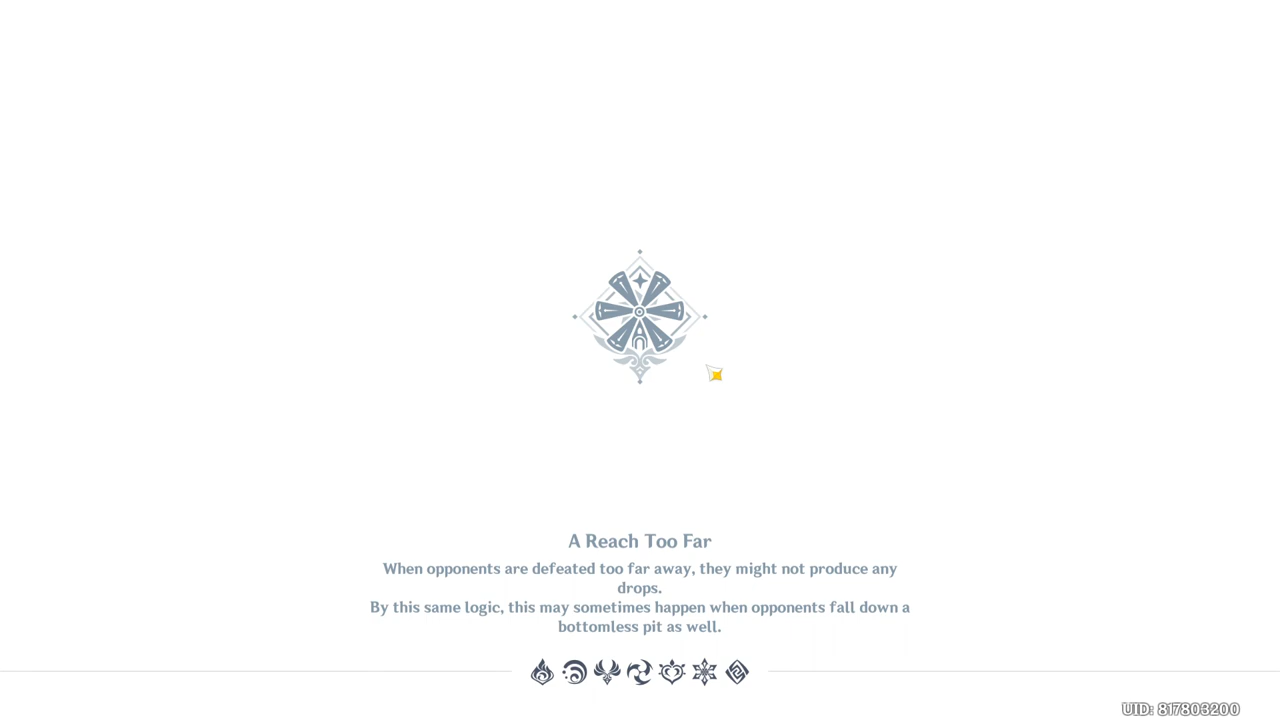 A Reach Too Far
When opponents are defeated too far away, they might not produce any
drops.
By this same logic, this may sometimes happen when opponents fall down a
bottomless pit as well.
UID: 817803200